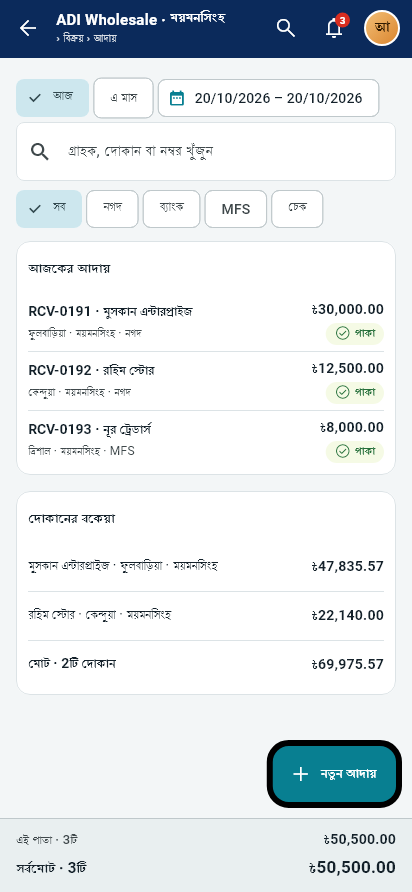 ADI Wholesale · ময়মনসিংহ
› বিক্রয় › আদায়
3
আ
আজ
এ মাস
20/10/2026 – 20/10/2026
গ্রাহক, দোকান বা নম্বর খুঁজুন
সব
নগদ
ব্যাংক
MFS
চেক
আজকের আদায়
RCV-0191 · মুসকান এন্টারপ্রাইজ
৳30,000.00
ফুলবাড়িয়া · ময়মনসিংহ · নগদ
পাকা
RCV-0192 · রহিম স্টোর
৳12,500.00
কেন্দুয়া · ময়মনসিংহ · নগদ
পাকা
RCV-0193 · নূর ট্রেডার্স
৳8,000.00
ত্রিশাল · ময়মনসিংহ · MFS
পাকা
দোকানের বকেয়া
মুসকান এন্টারপ্রাইজ · ফুলবাড়িয়া · ময়মনসিংহ
৳47,835.57
রহিম স্টোর · কেন্দুয়া · ময়মনসিংহ
৳22,140.00
মোট · 2টি দোকান
৳69,975.57
নতুন আদায়
এই পাতা · 3টি
৳50,500.00
সর্বমোট · 3টি
৳50,500.00